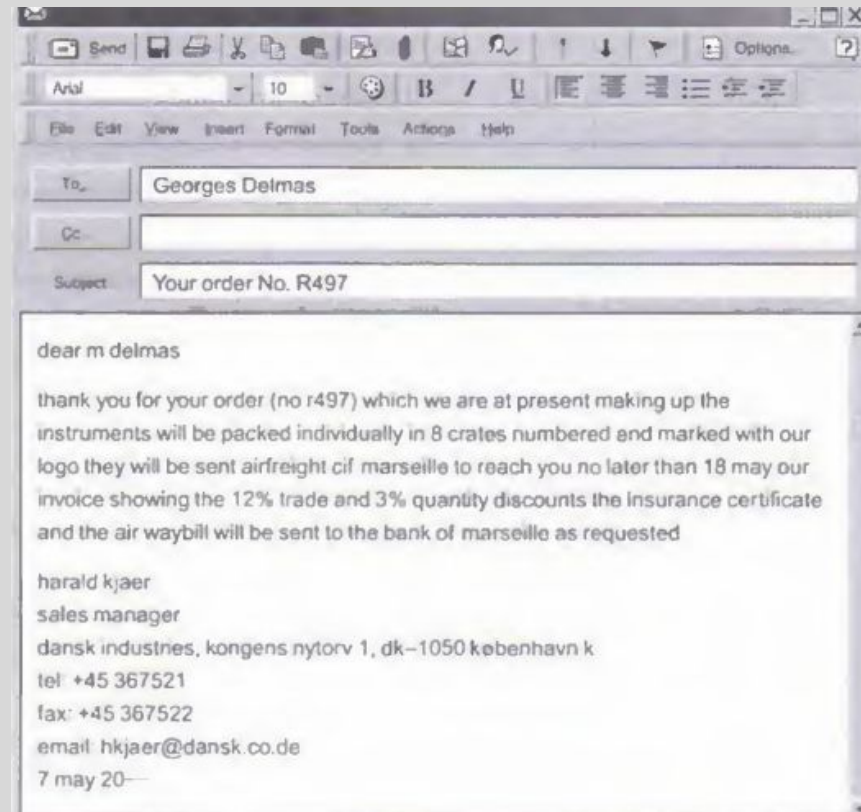 Send
Options...
Arial
10
B I U
File Edit View Insert Format Tools Actions Help
To...
Georges Delmas
Cc...
Subject
Your order No. R497
dear m delmas
thank you for your order (no r497) which we are at present making up the
instruments will be packed individually in 8 crates numbered and marked with our
logo they will be sent airfreight cif marseille to reach you no later than 18 may our
invoice showing the 12% trade and 3% quantity discounts the insurance certificate
and the air waybill will be sent to the bank of marseille as requested
harald kjaer
sales manager
dansk industries, kongens nytorv 1, dk–1050 københavn k
tel: +45 367521
fax: +45 367522
email: hkjaer@dansk.co.de
7 may 20—